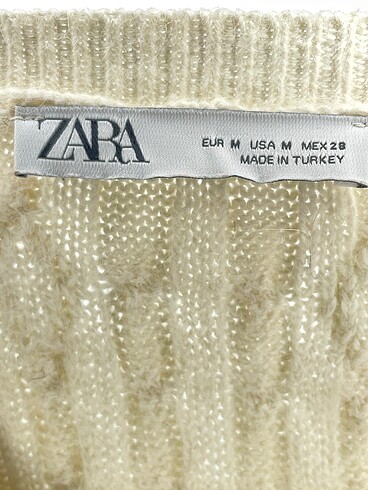 ZARA
EUR M USA M MEX 28
MADE IN TURKEY